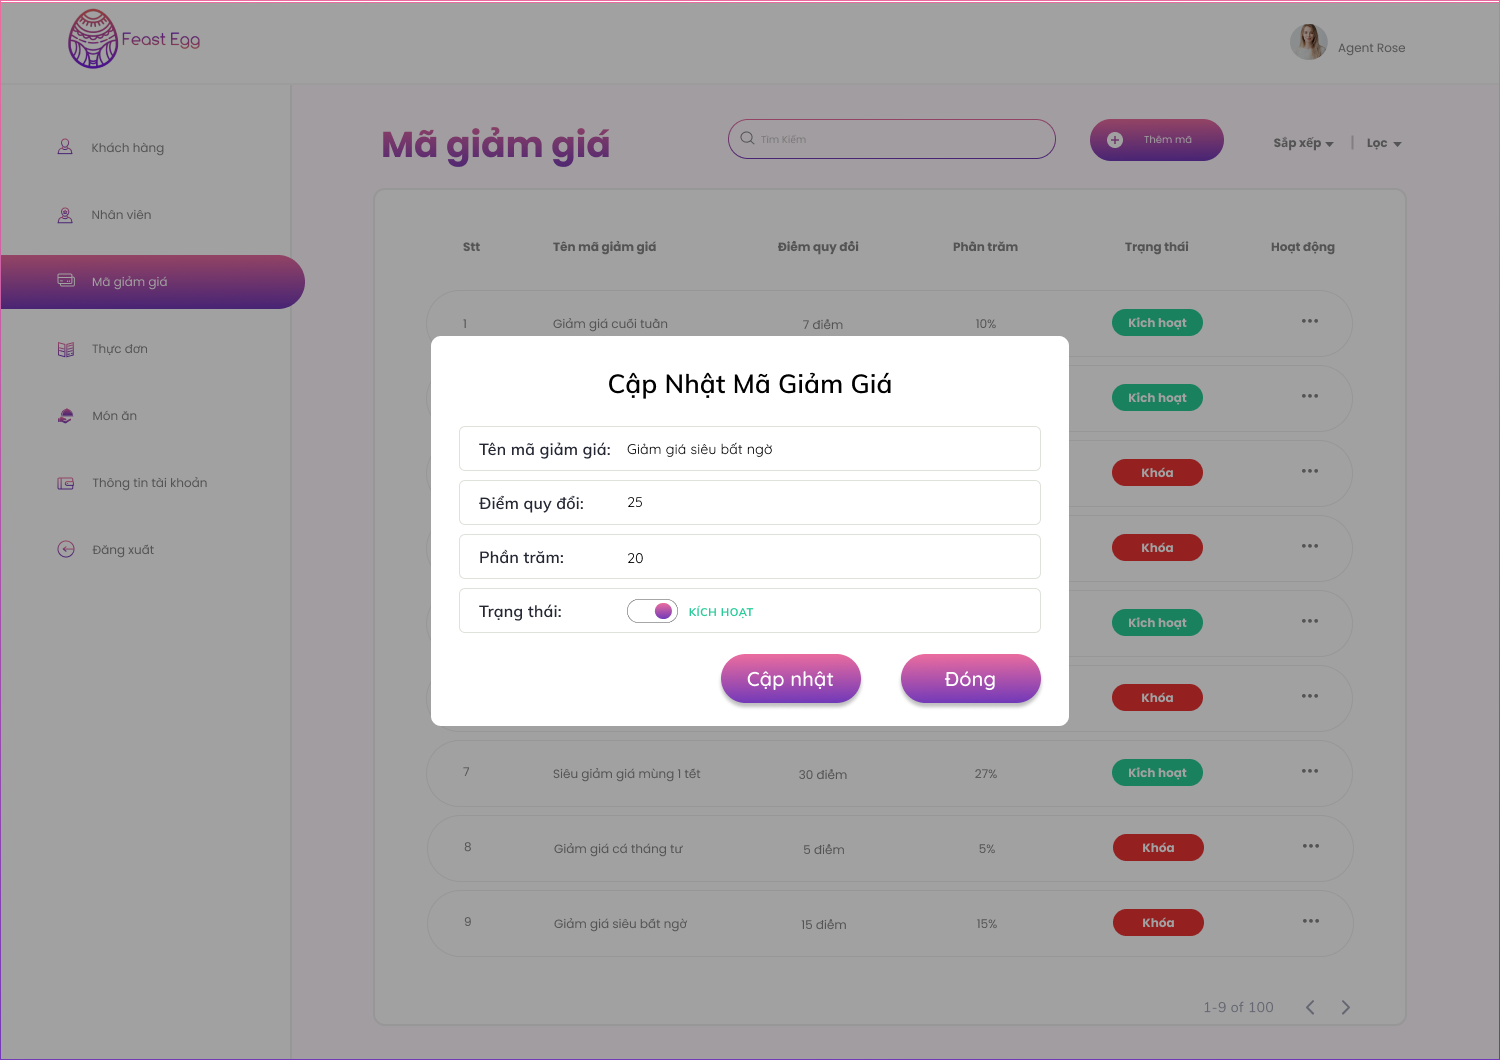 Feast Egg
Agent Rose
Khách hàng
Nhân viên
Mã giảm giá
Thực đơn
Món ăn
Thông tin tài khoản
Đăng xuất
Mã giảm giá
Tìm Kiếm
Thêm mã
Sắp xếp | Lọc
Stt Tên mã giảm giá Điểm quy đổi Phần trăm Trạng thái Hoạt động
1 Giảm giá cuối tuần 7 điểm 10% Kích hoạt
Kích hoạt
Khóa
Khóa
Kích hoạt
Khóa
Cập Nhật Mã Giảm Giá
Tên mã giảm giá: Giảm giá siêu bất ngờ
Điểm quy đổi: 25
Phần trăm: 20
Trạng thái: KÍCH HOẠT
Cập nhật Đóng
7 Siêu giảm giá mùng 1 tết 30 điểm 27% Kích hoạt
8 Giảm giá cá tháng tư 5 điểm 5% Khóa
9 Giảm giá siêu bất ngờ 15 điểm 15% Khóa
1-9 of 100